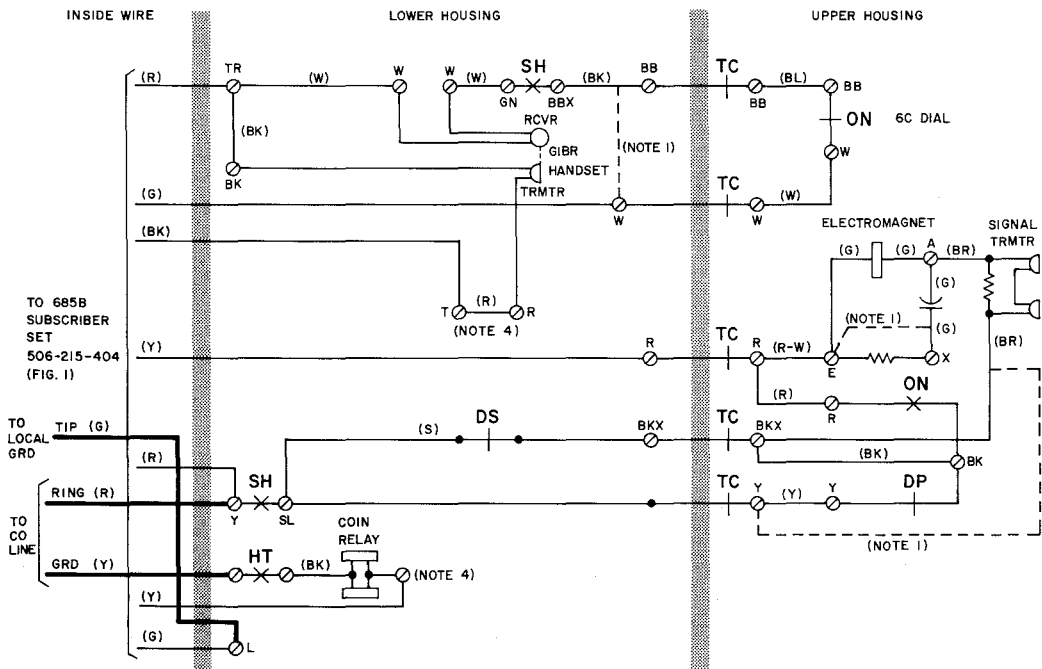 INSIDE WIRE LOWER HOUSING UPPER HOUSING
TR SH BB TC
(R) (W) W W (W) (BK) (BL) BB
GN BBX BB
RCVR ON 6C DIAL
(BK) (NOTE 1)
GIBR W
HANDSET
BK TRMTR TC
(G) W W (W)
(BK) ELECTROMAGNET SIGNAL
TRMTR
(G) (G) A (BR)
(G)
TO 685B
SUBSCRIBER
SET
506-215-404
(FIG. 1)
T (R) R
(NOTE 4) (NOTE 1)
(G)
(Y) R TC R (R-W) E X (BR)
(R) R ON
TO
LOCAL
GRD
TIP (G) (S) DS BKX TC BKX
(R) (BK) BK
RING (R) SH TC (Y) Y DP
Y SL Y
TO
CO
LINE
COIN
RELAY
(NOTE 1)
GRD (Y) HT (BK) (NOTE 4)
(Y)
(G) L